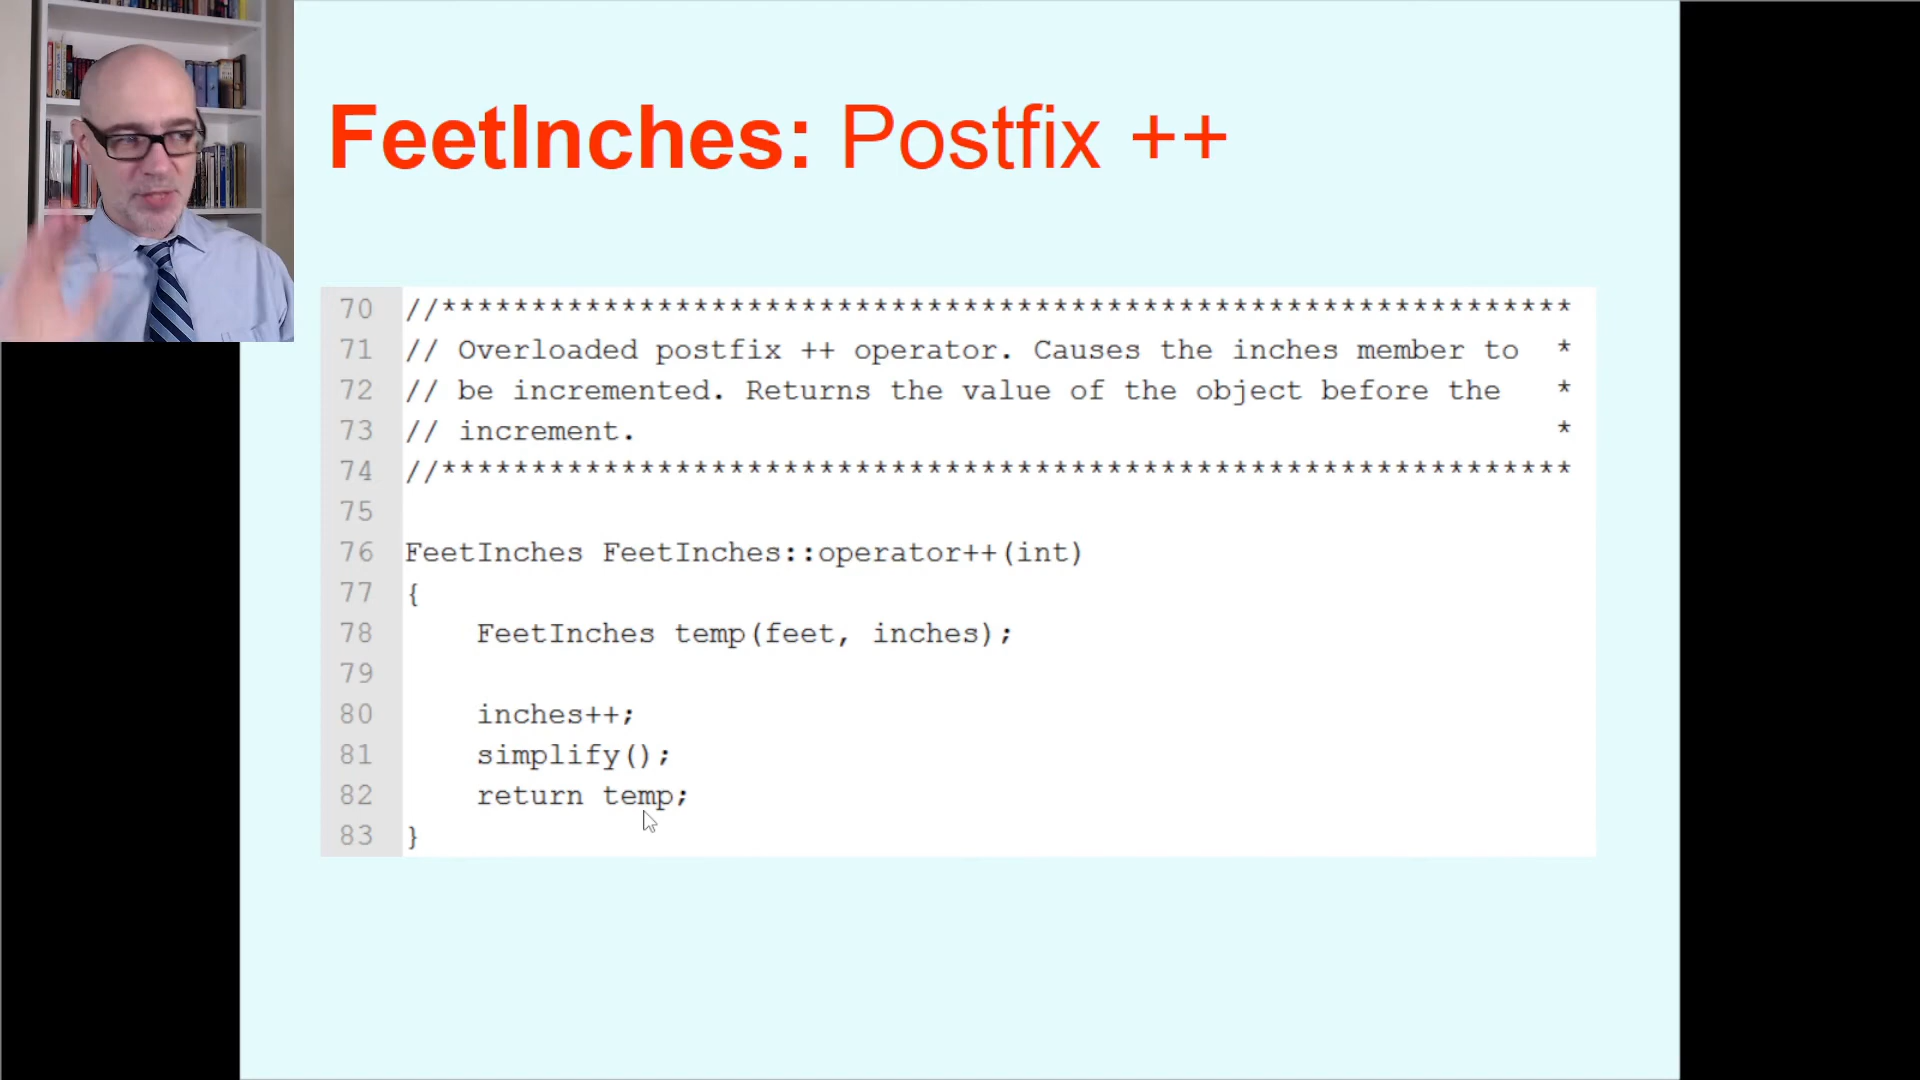 FeetInches: Postfix ++
70 //***************************************************************
71 // Overloaded postfix ++ operator. Causes the inches member to *
72 // be incremented. Returns the value of the object before the *
73 // increment. *
74 //***************************************************************
75
76 FeetInches FeetInches::operator++(int)
77 {
78 FeetInches temp(feet, inches);
79
80 inches++;
81 simplify();
82 return temp;
83 }